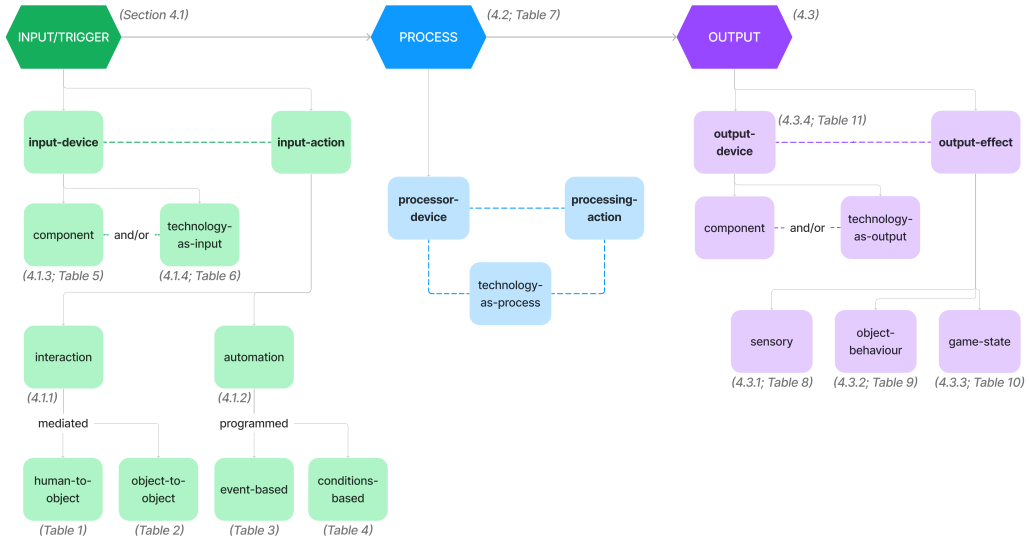 (Section 4.1)
(4.2; Table 7)
(4.3)
INPUT/TRIGGER
PROCESS
OUTPUT
input-device
input-action
processor-
device
processing-
action
technology-
as-process
output-
device
(4.3.4; Table 11)
output-effect
component
and/or
technology-
as-input
(4.1.3; Table 5)
(4.1.4; Table 6)
component
and/or
technology-
as-output
interaction
automation
(4.1.1)
(4.1.2)
sensory
object-
behaviour
game-state
(4.3.1; Table 8)
(4.3.2; Table 9)
(4.3.3; Table 10)
mediated
programmed
human-to-
object
object-to-
object
event-based
conditions-
based
(Table 1)
(Table 2)
(Table 3)
(Table 4)